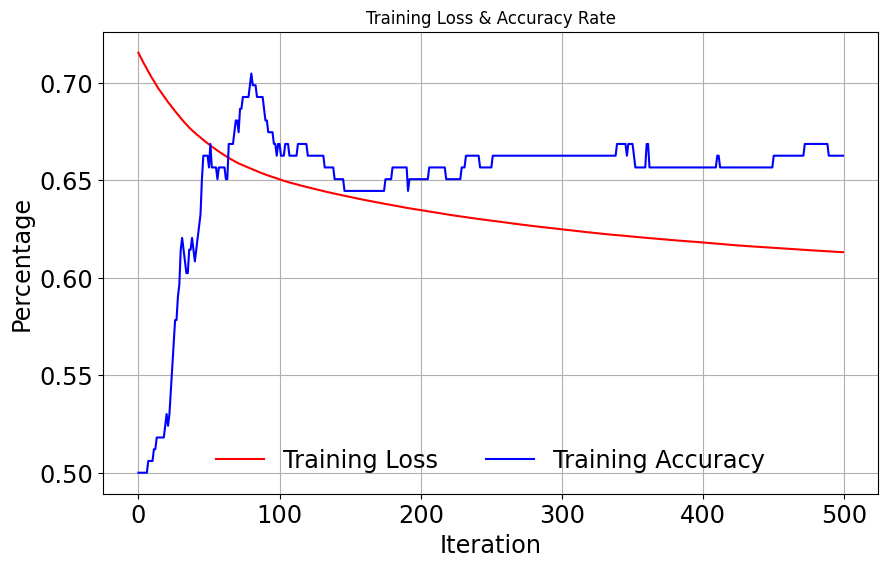 Training Loss & Accuracy Rate
Percentage
0.70
0.65
0.60
0.55
0.50
Training Loss Training Accuracy
0 100 200 300 400 500
Iteration